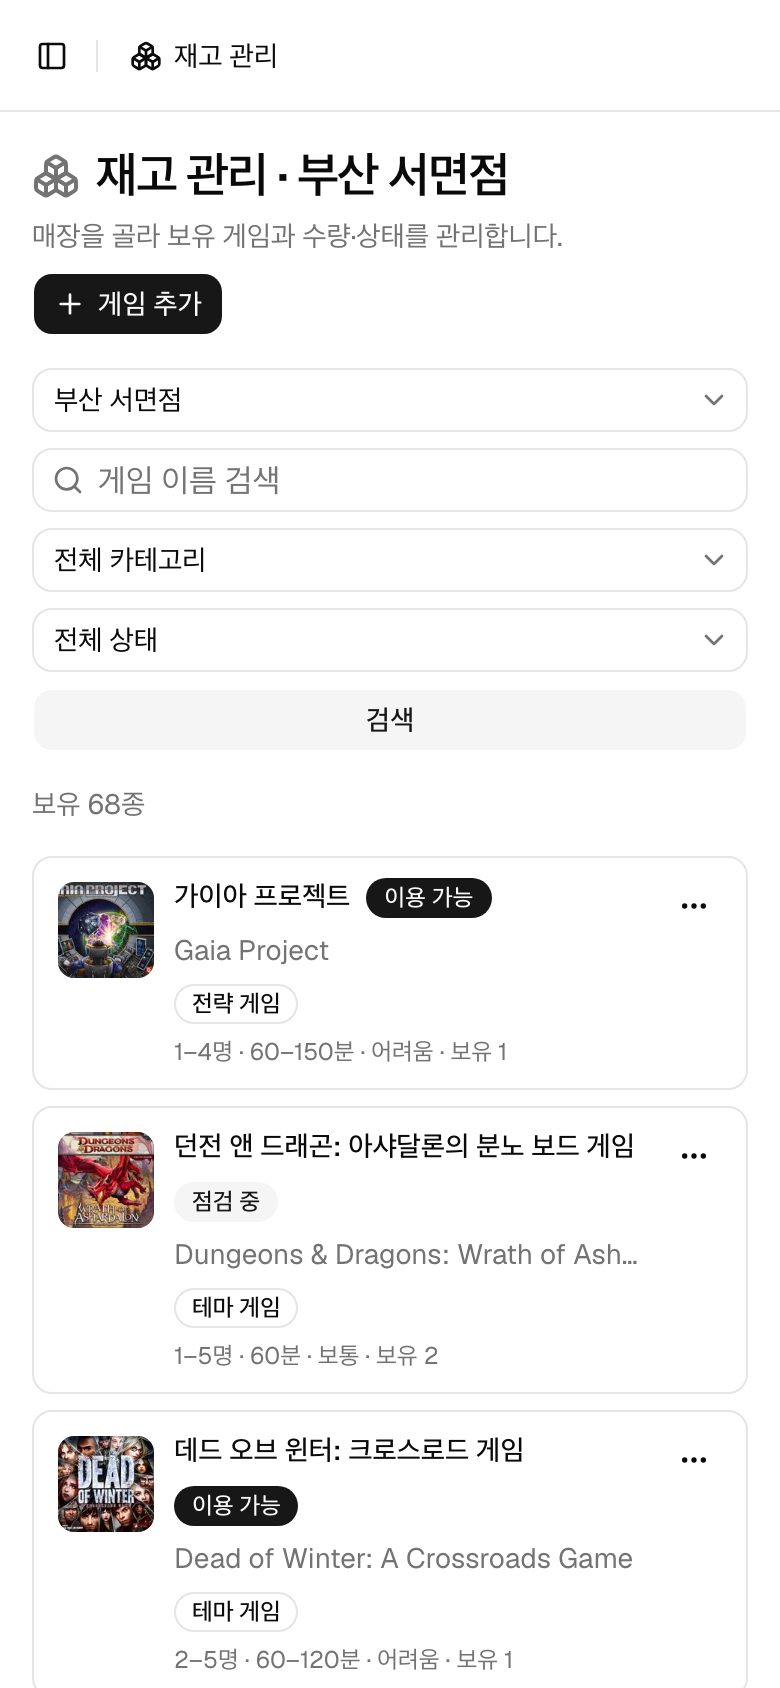 재고 관리
재고 관리 · 부산 서면점
매장을 골라 보유 게임과 수량·상태를 관리합니다.
게임 추가
부산 서면점
게임 이름 검색
전체 카테고리
전체 상태
검색
보유 68종
가이아 프로젝트 이용 가능
Gaia Project
전략 게임
1–4명 · 60–150분 · 어려움 · 보유 1
던전 앤 드래곤: 아샤달론의 분노 보드 게임
점검 중
Dungeons & Dragons: Wrath of Ash...
테마 게임
1–5명 · 60분 · 보통 · 보유 2
DUNGEONS & DRAGONS
WRATH OF ASHARDALON
데드 오브 윈터: 크로스로드 게임
이용 가능
Dead of Winter: A Crossroads Game
테마 게임
2–5명 · 60–120분 · 어려움 · 보유 1
DEAD OF WINTER